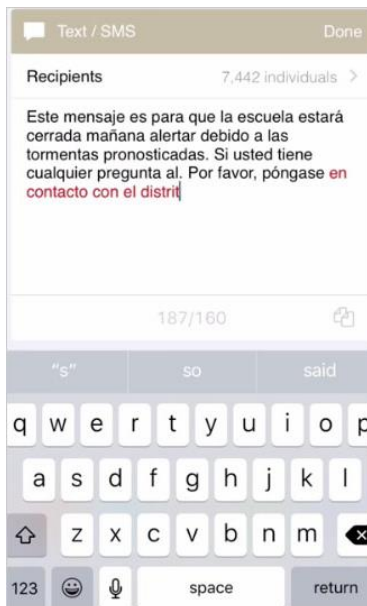 Text / SMS Done
Recipients 7,442 individuals >
Este mensaje es para que la escuela estará
cerrada mañana alertar debido a las
tormentas pronosticadas. Si usted tiene
cualquier pregunta al. Por favor, póngase en
contacto con el distrit
187/160
"s" so said
q w e r t y u i o p
a s d f g h j k l
z x c v b n m
123 space return